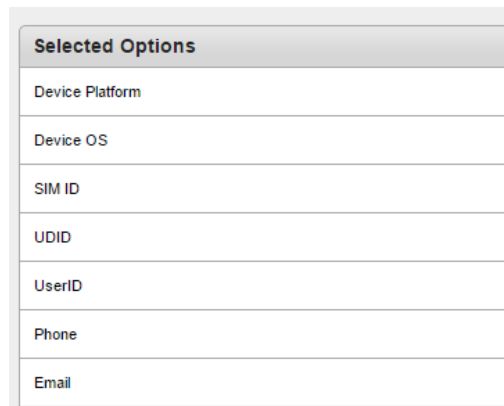 Selected Options
Device Platform
Device OS
SIM ID
UDID
UserID
Phone
Email